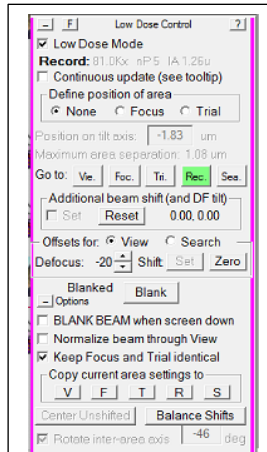 – F Low Dose Control ?
Low Dose Mode
Record: 81.0Kx nP 5 IA 1.26u
Continuous update (see tooltip)
Define position of area
None Focus Trial
Position on tilt axis: -1.83 um
Maximum area separation: 1.08 um
Go to: Vie. Foc. Tri. Rec. Sea.
Additional beam shift (and DF tilt)
Set Reset 0.00, 0.00
Offsets for: View Search
Defocus: -20 Shift: Set Zero
Blanked Blank
– Options
BLANK BEAM when screen down
Normalize beam through View
Keep Focus and Trial identical
Copy current area settings to
V F T R S
Center Unshifted Balance Shifts
Rotate inter-area axis -46 deg